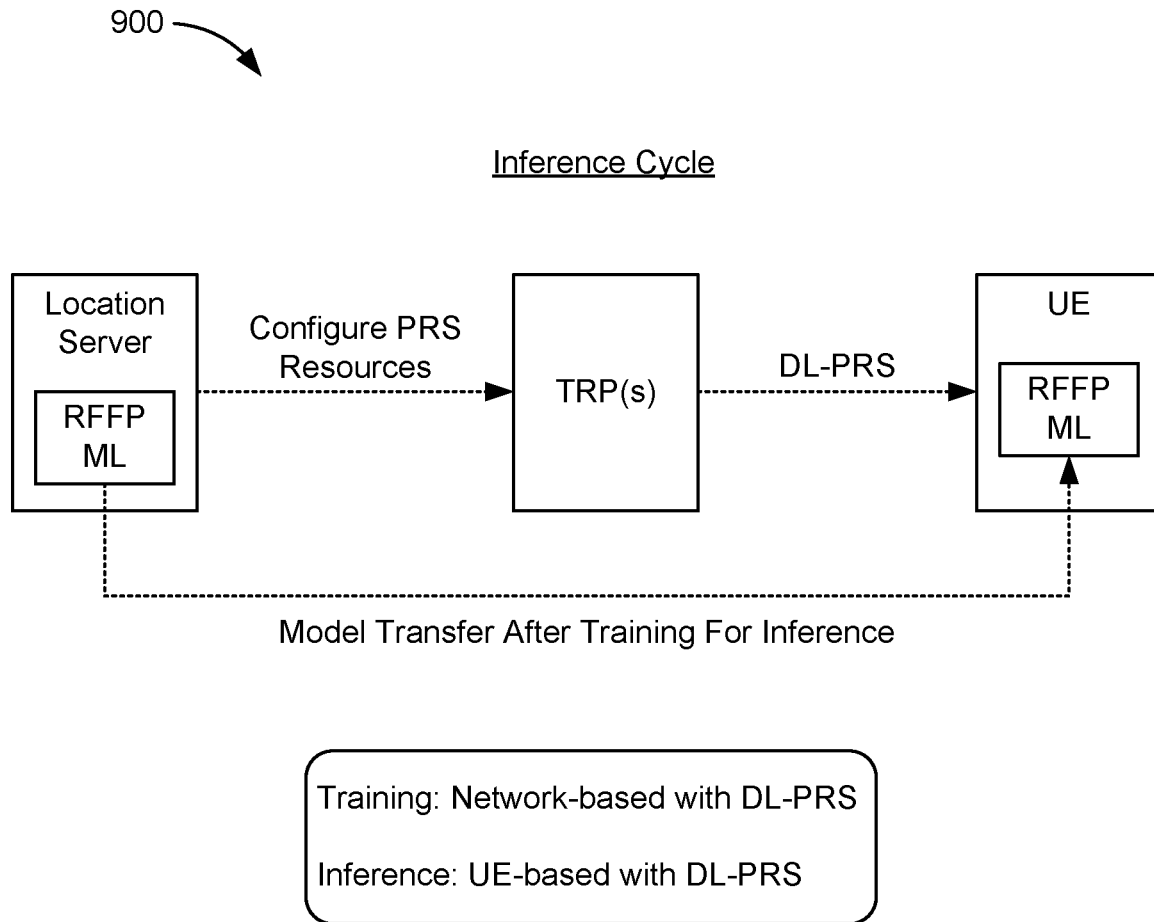 900
Inference Cycle
Location
Server
RFFP
ML
Configure PRS
Resources
TRP(s)
DL-PRS
UE
RFFP
ML
Model Transfer After Training For Inference
Training: Network-based with DL-PRS
Inference: UE-based with DL-PRS